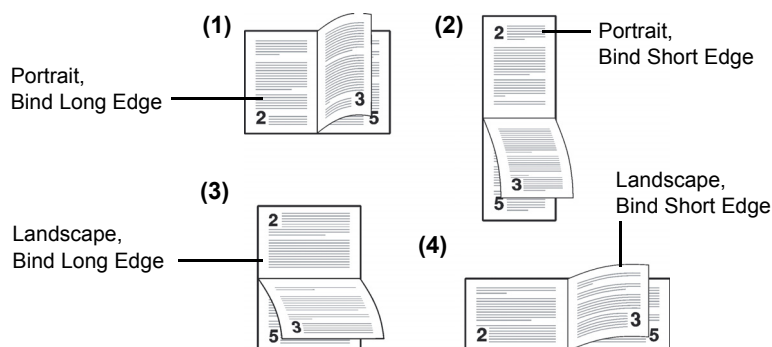 (1)
Portrait,
Bind Long Edge
2
3
5
(2)
2
Portrait,
Bind Short Edge
3
5
(3)
Landscape,
Bind Long Edge
2
3
5
(4)
Landscape,
Bind Short Edge
2
3
5